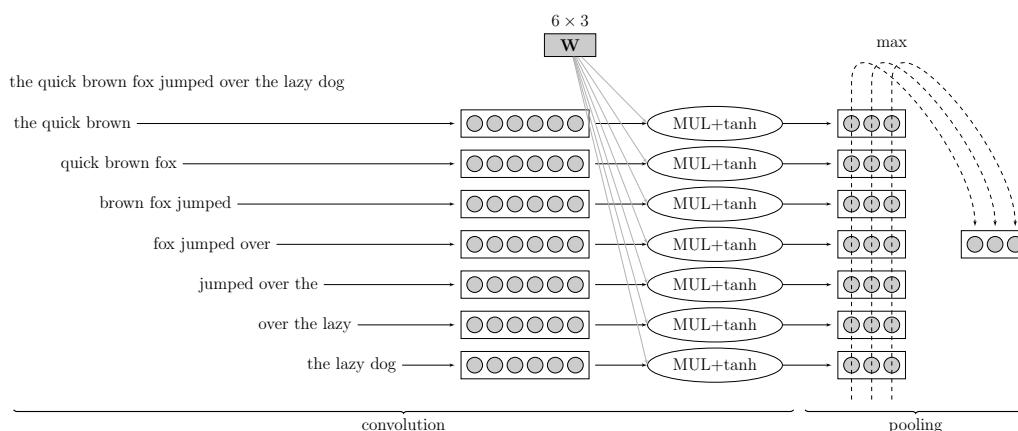 6 × 3
W
max
the quick brown fox jumped over the lazy dog
the quick brown
MUL+tanh
quick brown fox
MUL+tanh
brown fox jumped
MUL+tanh
fox jumped over
MUL+tanh
jumped over the
MUL+tanh
over the lazy
MUL+tanh
the lazy dog
MUL+tanh
convolution
pooling